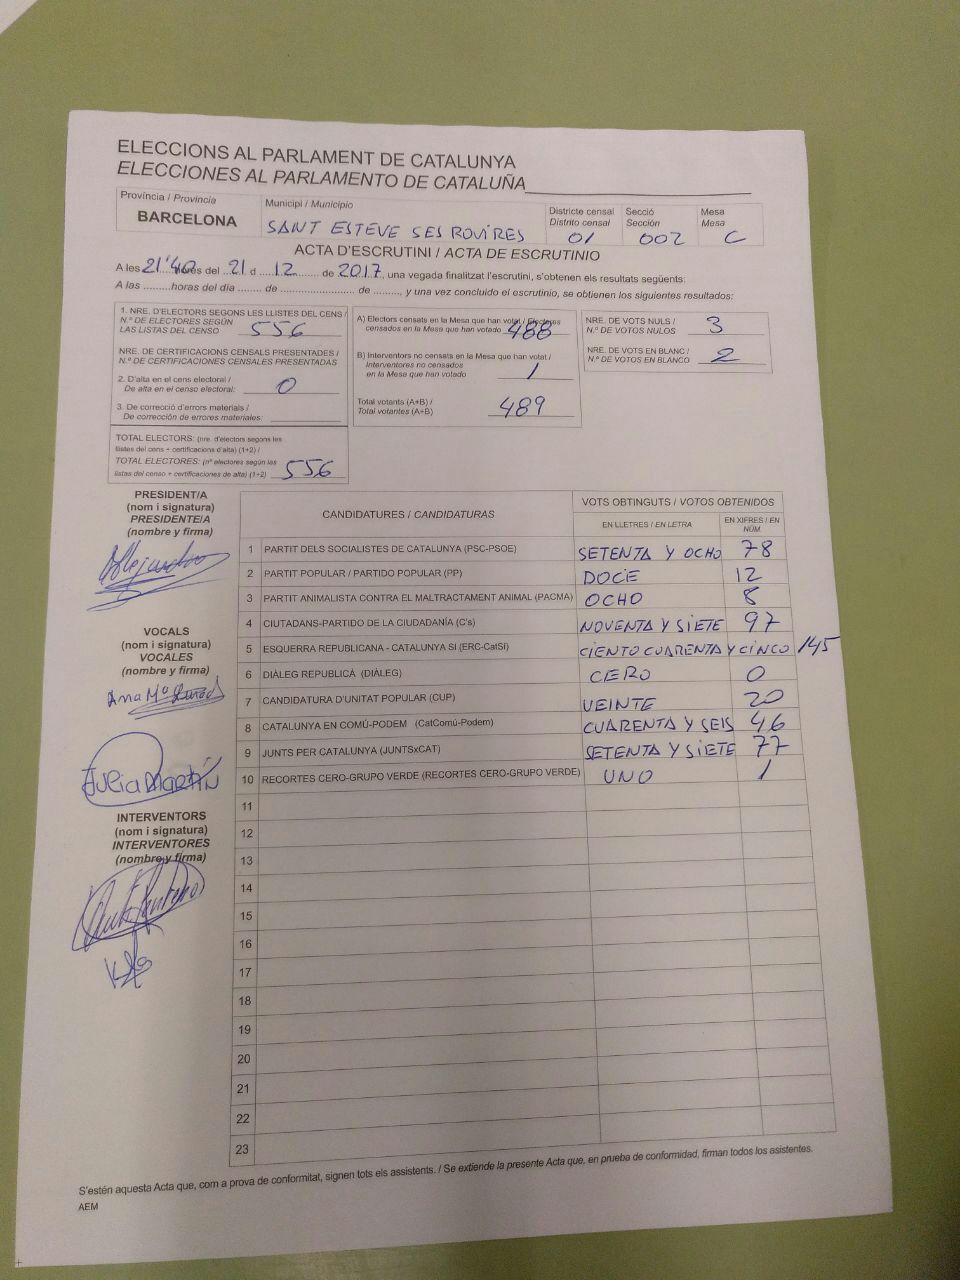 ELECCIONS AL PARLAMENT DE CATALUNYA
ELECCIONES AL PARLAMENTO DE CATALUÑA
Província / Provincia
BARCELONA
Municipi / Municipio
SANT ESTEVE SES ROVIRES
Districte censal
Distrito censal
01
Secció
Sección
002
Mesa
Mesa
C
ACTA D'ESCRUTINI / ACTA DE ESCRUTINIO
A les 21'40 hores del 21 d 12 de 2017, una vegada finalitzat l'escrutini, s'obtenen els resultats següents:
A las .........horas del día ........ de ........................ de ........., y una vez concluido el escrutinio, se obtienen los siguientes resultados:
1. NRE. D'ELECTORS SEGONS LES LLISTES DEL CENS /
N.º DE ELECTORES SEGÚN
LAS LISTAS DEL CENSO 556
NRE. DE CERTIFICACIONS CENSALS PRESENTADES /
N.º DE CERTIFICACIONES CENSALES PRESENTADAS
2. D'alta en el cens electoral /
De alta en el censo electoral: 0
3. De correcció d'errors materials /
De corrección de errores materiales:
TOTAL ELECTORS: (nre. d'electors segons les
llistes del cens + certificacions d'alta) (1+2) /
TOTAL ELECTORES: (nº electores según las
listas del censo + certificaciones de alta) (1+2) 556
A) Electors censats en la Mesa que han votat / Electores
censados en la Mesa que han votado 488
B) Interventors no censats en la Mesa que han votat /
Interventores no censados
en la Mesa que han votado 1
Total votants (A+B) /
Total votantes (A+B) 489
NRE. DE VOTS NULS /
N.º DE VOTOS NULOS 3
NRE. DE VOTS EN BLANC /
N.º DE VOTOS EN BLANCO 2
PRESIDENT/A
(nom i signatura)
PRESIDENTE/A
(nombre y firma)
Alejandro
VOCALS
(nom i signatura)
VOCALES
(nombre y firma)
Ana Mª
Julia Martín
INTERVENTORS
(nom i signatura)
INTERVENTORES
(nombre y firma)
CANDIDATURES / CANDIDATURAS
VOTS OBTINGUTS / VOTOS OBTENIDOS
EN LLETRES / EN LETRA
EN XIFRES / EN NÚM.
1 PARTIT DELS SOCIALISTES DE CATALUNYA (PSC-PSOE) SETENTA Y OCHO 78
2 PARTIT POPULAR / PARTIDO POPULAR (PP) DOCE 12
3 PARTIT ANIMALISTA CONTRA EL MALTRACTAMENT ANIMAL (PACMA) OCHO 8
4 CIUTADANS-PARTIDO DE LA CIUDADANÍA (C's) NOVENTA Y SIETE 97
5 ESQUERRA REPUBLICANA - CATALUNYA SÍ (ERC-CatSí) CIENTO CUARENTA Y CINCO 145
6 DIÀLEG REPUBLICÀ (DIÀLEG) CERO 0
7 CANDIDATURA D'UNITAT POPULAR (CUP) VEINTE 20
8 CATALUNYA EN COMÚ-PODEM (CatComú-Podem) CUARENTA Y SEIS 46
9 JUNTS PER CATALUNYA (JUNTSxCAT) SETENTA Y SIETE 77
10 RECORTES CERO-GRUPO VERDE (RECORTES CERO-GRUPO VERDE) UNO 1
11
12
13
14
15
16
17
18
19
20
21
22
23
S'estén aquesta Acta que, com a prova de conformitat, signen tots els assistents. / Se extiende la presente Acta que, en prueba de conformidad, firman todos los asistentes.
AEM